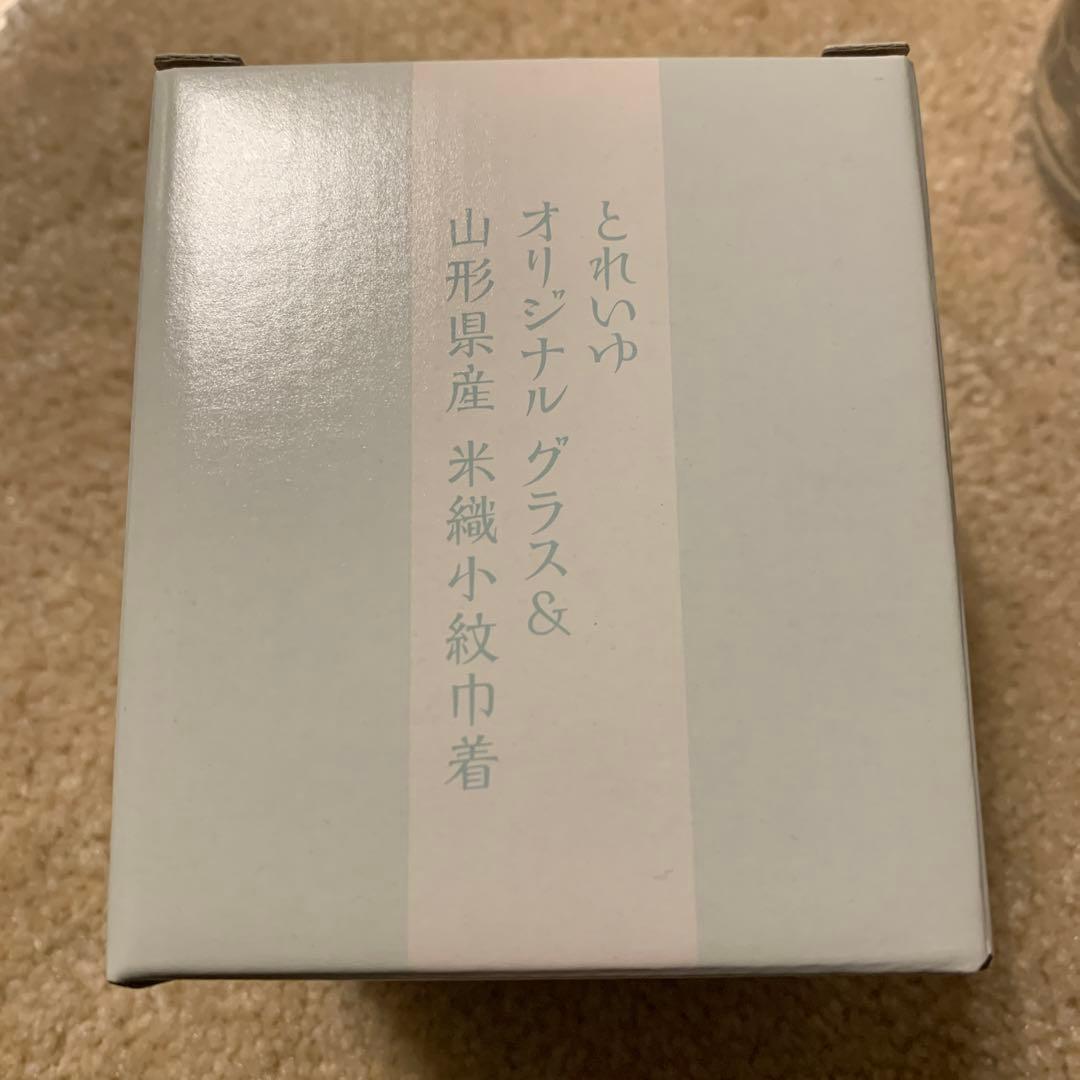 とれいゆ
オリジナル グラス&
山形県産 米織小紋巾着